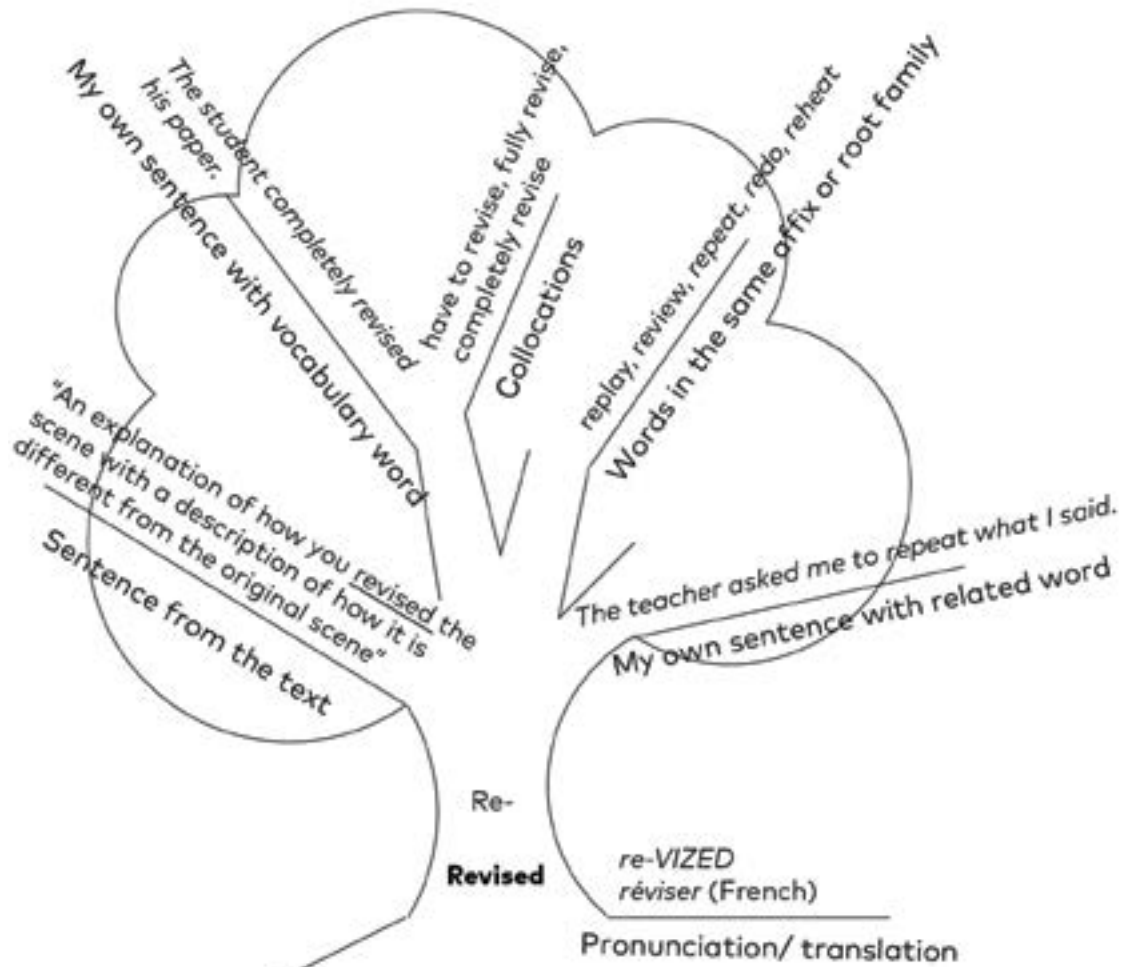 The student completely revised
his paper.
My own sentence with vocabulary word
have to revise, fully revise,
completely revise
Collocations
replay, review, repeat, redo, reheat
Words in the same affix or root family
"An explanation of how you revised the
scene with a description of how it is
different from the original scene"
Sentence from the text
The teacher asked me to repeat what I said.
My own sentence with related word
Re-
Revised
re-VIZED
réviser (French)
Pronunciation/ translation